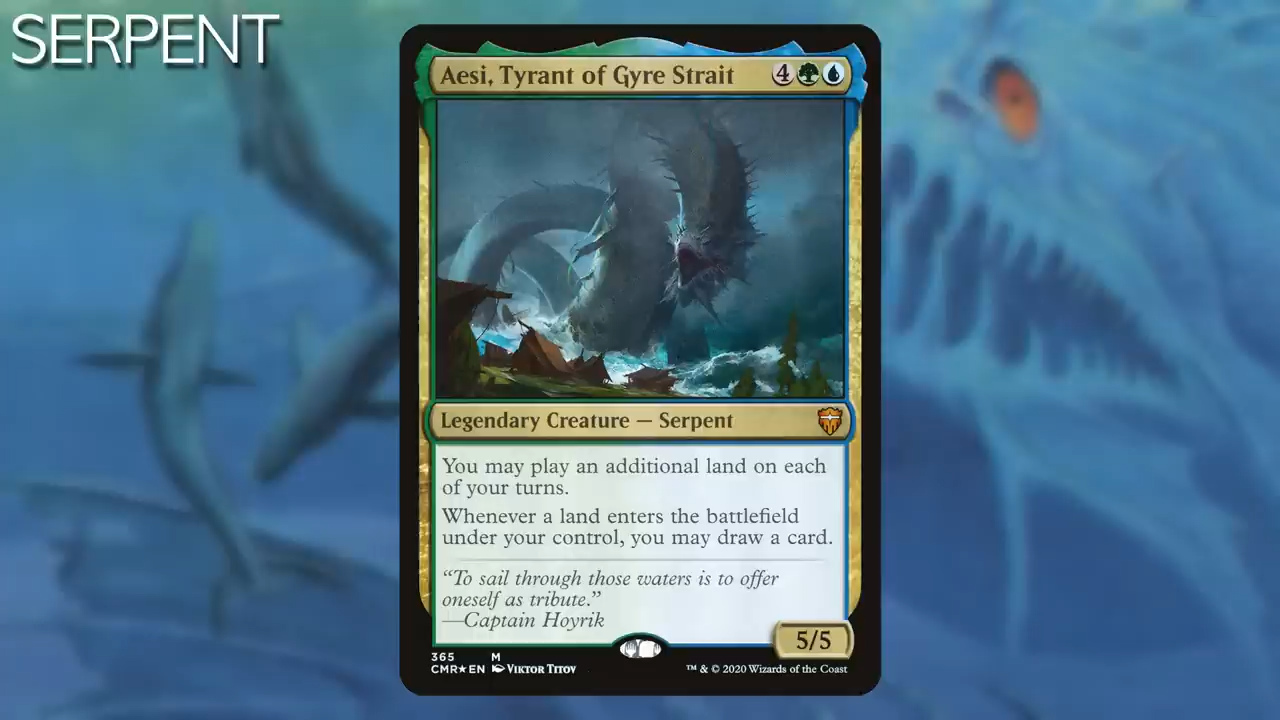 SERPENT
Aesi, Tyrant of Gyre Strait 4
Legendary Creature — Serpent
You may play an additional land on each
of your turns.
Whenever a land enters the battlefield
under your control, you may draw a card.
“To sail through those waters is to offer
oneself as tribute.”
—Captain Hoyrik
5/5
365 M
CMR★EN Viktor Titov
™ & © 2020 Wizards of the Coast